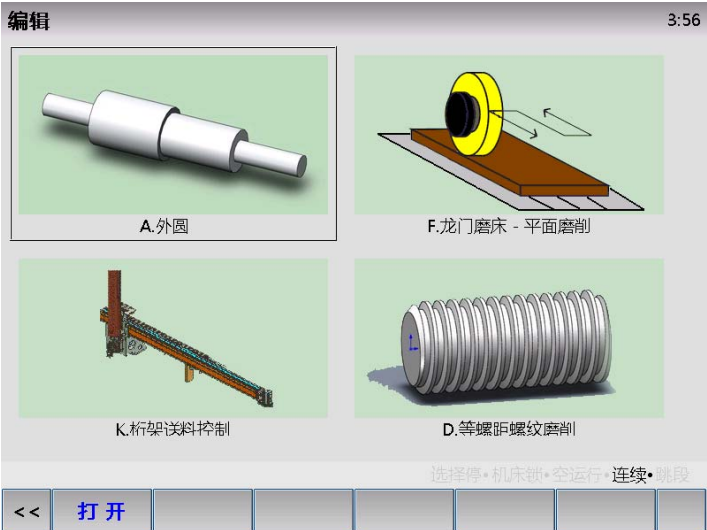 编辑 3:56
A.外圆 F.龙门磨床 - 平面磨削
K.桁架送料控制 D.等螺距螺纹磨削
选择停•机床锁•空运行•连续•跳段
<< 打 开